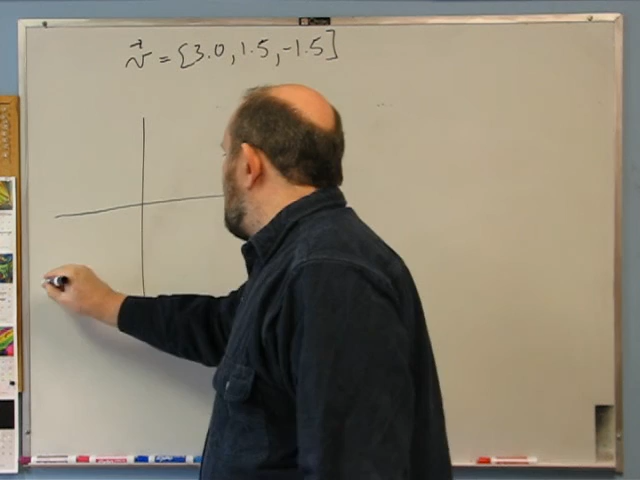 v⃗ = [3.0, 1.5, -1.5]